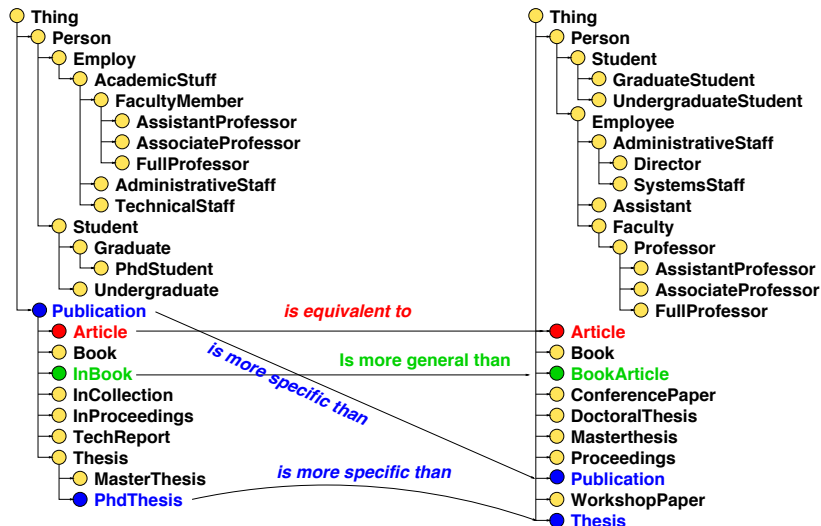 Thing
Person
Employ
AcademicStuff
FacultyMember
AssistantProfessor
AssociateProfessor
FullProfessor
AdministrativeStaff
TechnicalStaff
Student
Graduate
PhdStudent
Undergraduate
Publication
Article
Book
InBook
InCollection
InProceedings
TechReport
Thesis
MasterThesis
PhdThesis
is equivalent to
Is more general than
is more specific than
is more specific than
Thing
Person
Student
GraduateStudent
UndergraduateStudent
Employee
AdministrativeStaff
Director
SystemsStaff
Assistant
Faculty
Professor
AssistantProfessor
AssociateProfessor
FullProfessor
Article
Book
BookArticle
ConferencePaper
DoctoralThesis
Masterthesis
Proceedings
Publication
WorkshopPaper
Thesis